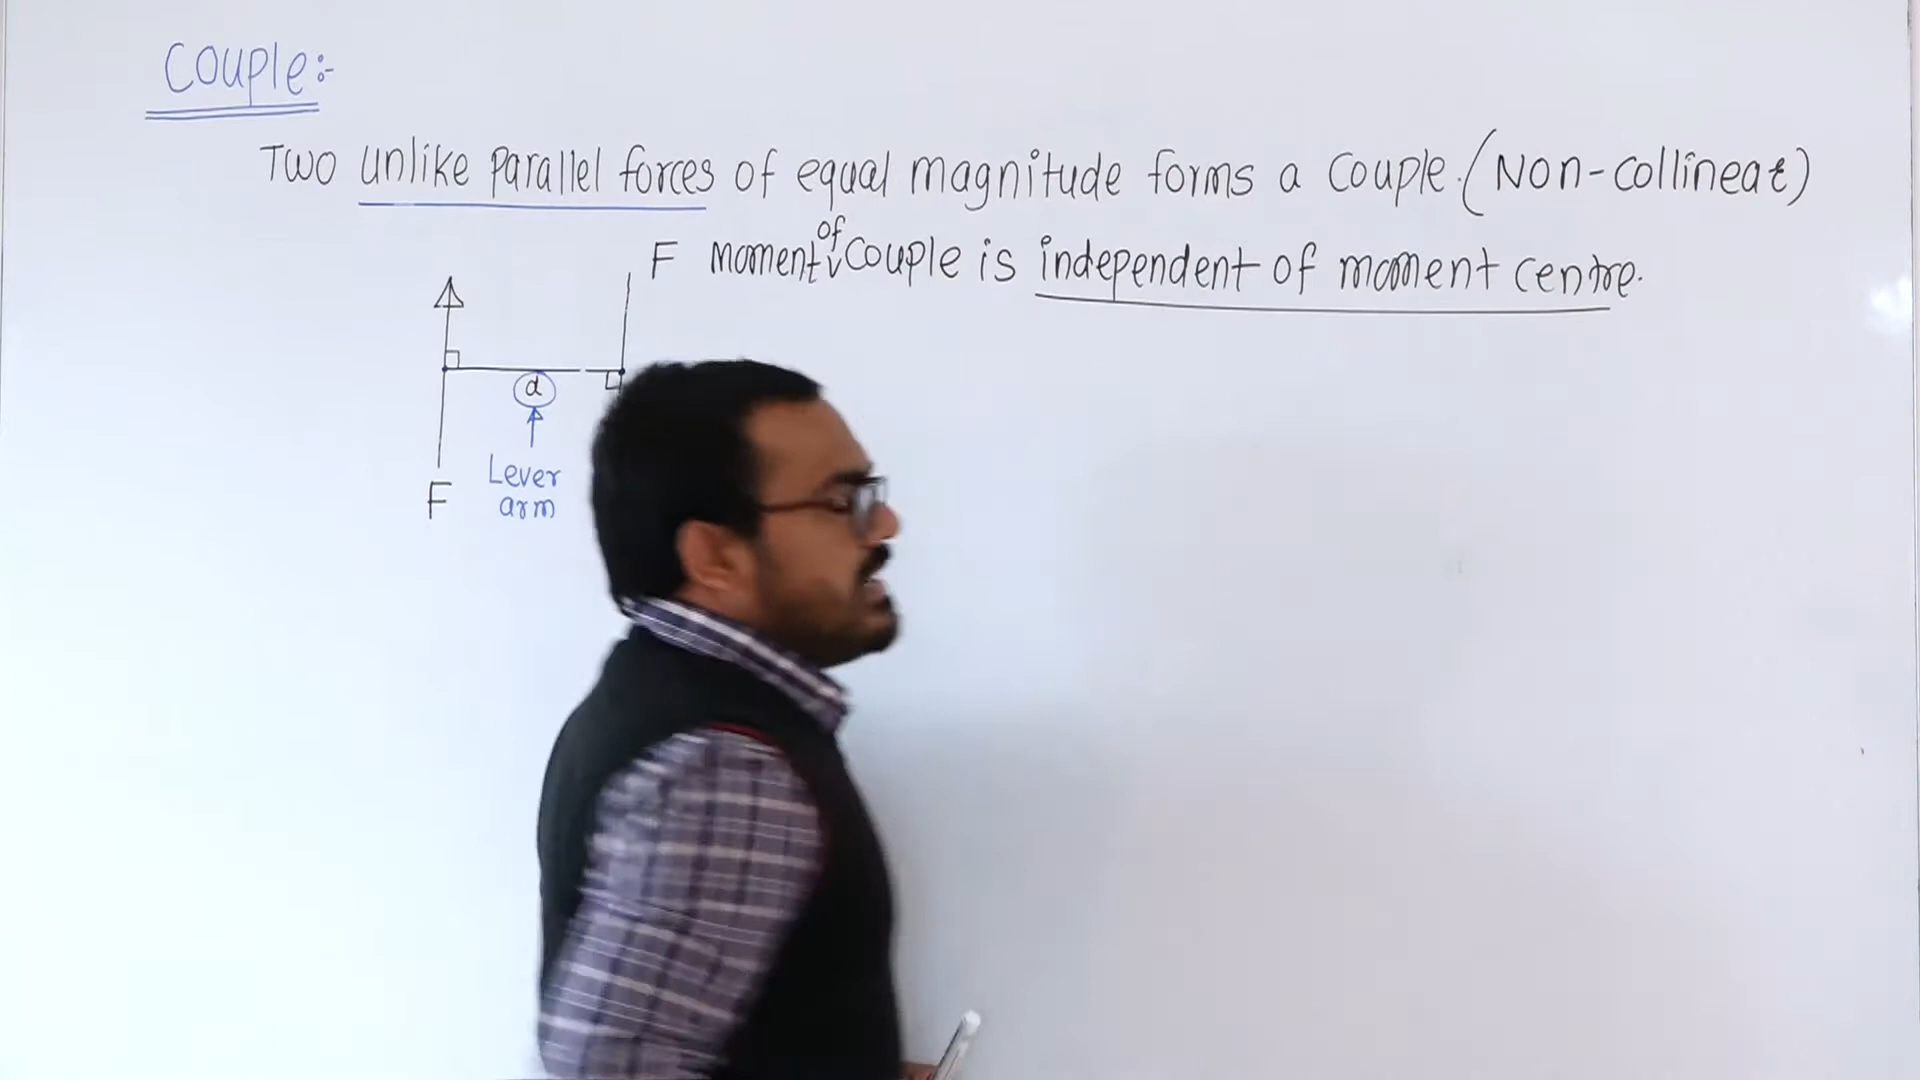 Couple:-
Two unlike parallel forces of equal magnitude forms a couple. (Non-collinear)
F moment of couple is independent of moment centre.
d
Lever
arm
F